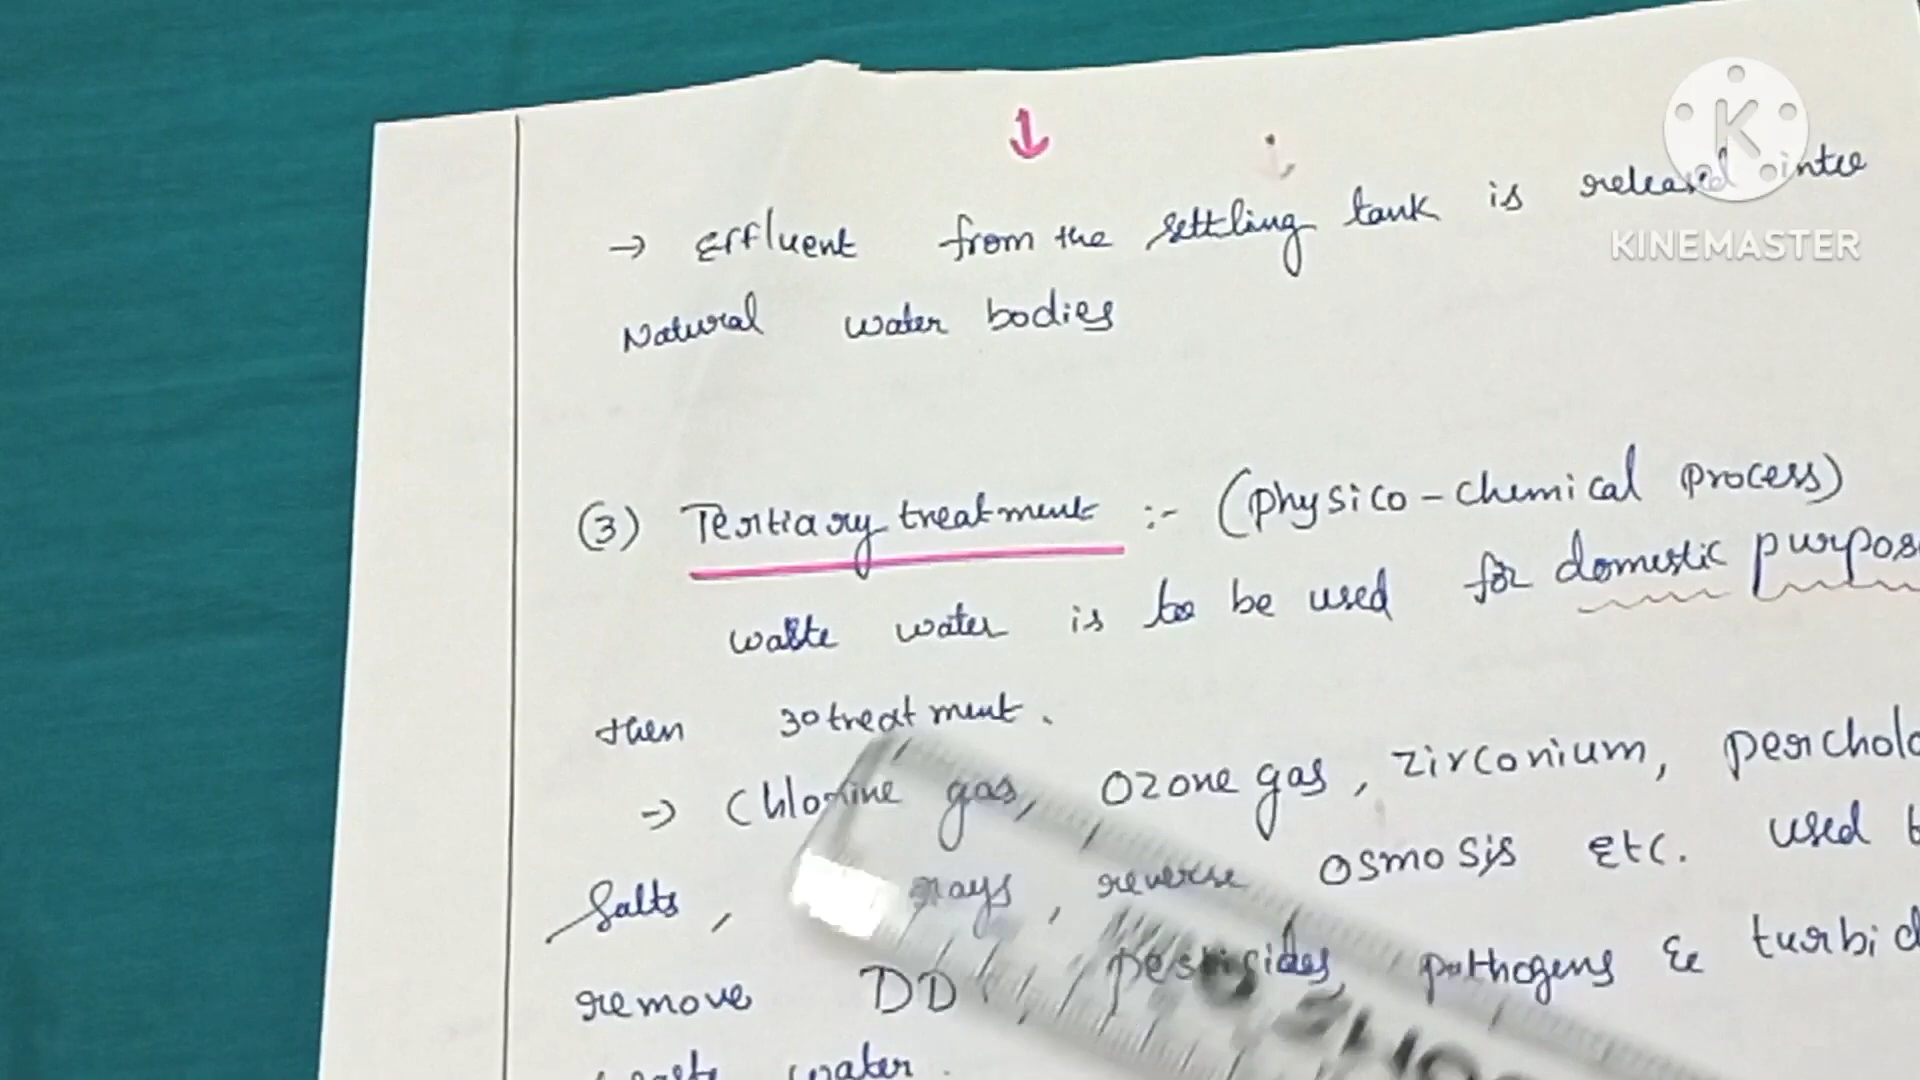 → Effluent from the settling tank is released into
Natural water bodies
(3) Tertiary treatment :- (Physico-chemical process)
waste water is to be used for domestic purpos
then 3o treatment.
→ Chlorine gas, Ozone gas, zirconium, perchlo
Salts, rays, reverse osmosis etc. used t
remove DD pesticides, pathogens & turbid
waste water.
KINEMASTER